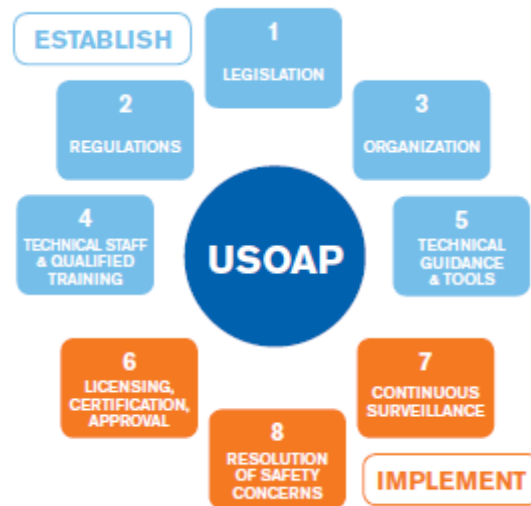 ESTABLISH
1
LEGISLATION
2
REGULATIONS
3
ORGANIZATION
4
TECHNICAL STAFF
& QUALIFIED
TRAINING
USOAP
5
TECHNICAL
GUIDANCE
& TOOLS
6
LICENSING,
CERTIFICATION,
APPROVAL
7
CONTINUOUS
SURVEILLANCE
8
RESOLUTION
OF SAFETY
CONCERNS
IMPLEMENT